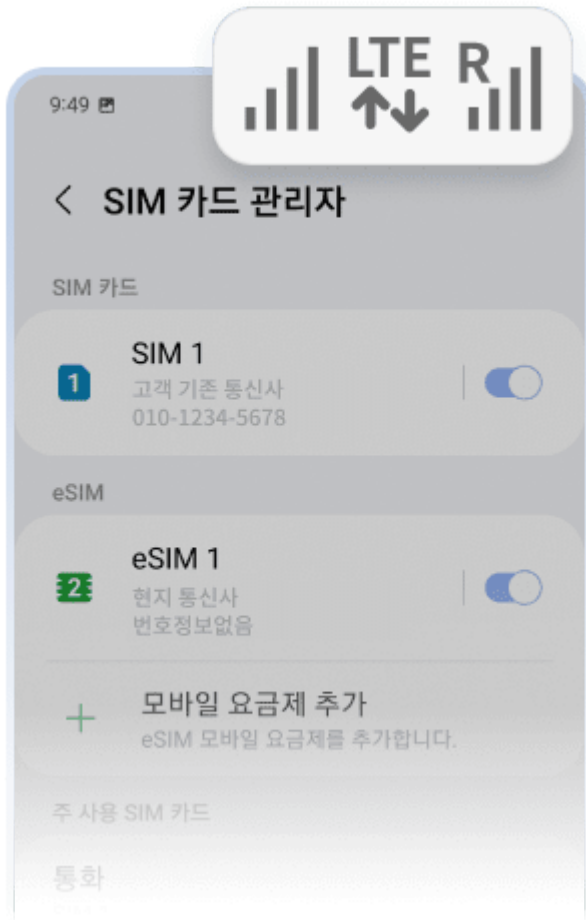 LTE R
9:49
SIM 카드 관리자
SIM 카드
1
SIM 1
고객 기존 통신사
010-1234-5678
eSIM
2
eSIM 1
현지 통신사
번호정보없음
모바일 요금제 추가
eSIM 모바일 요금제를 추가합니다.
주 사용 SIM 카드
통화